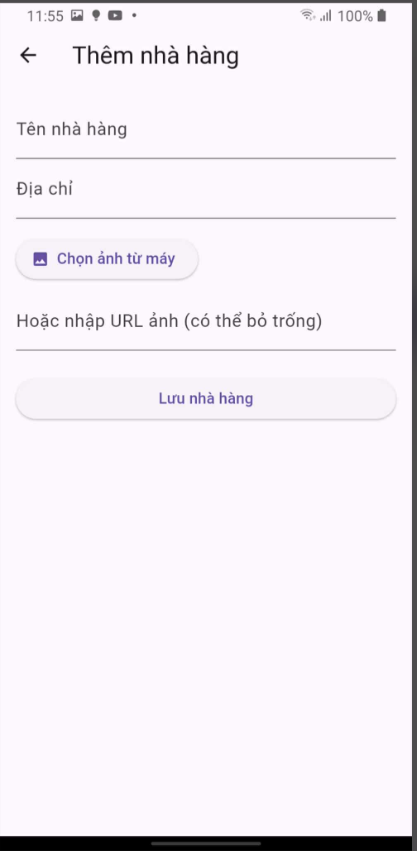 11:55
100%
Thêm nhà hàng
Tên nhà hàng
Địa chỉ
Chọn ảnh từ máy
Hoặc nhập URL ảnh (có thể bỏ trống)
Lưu nhà hàng